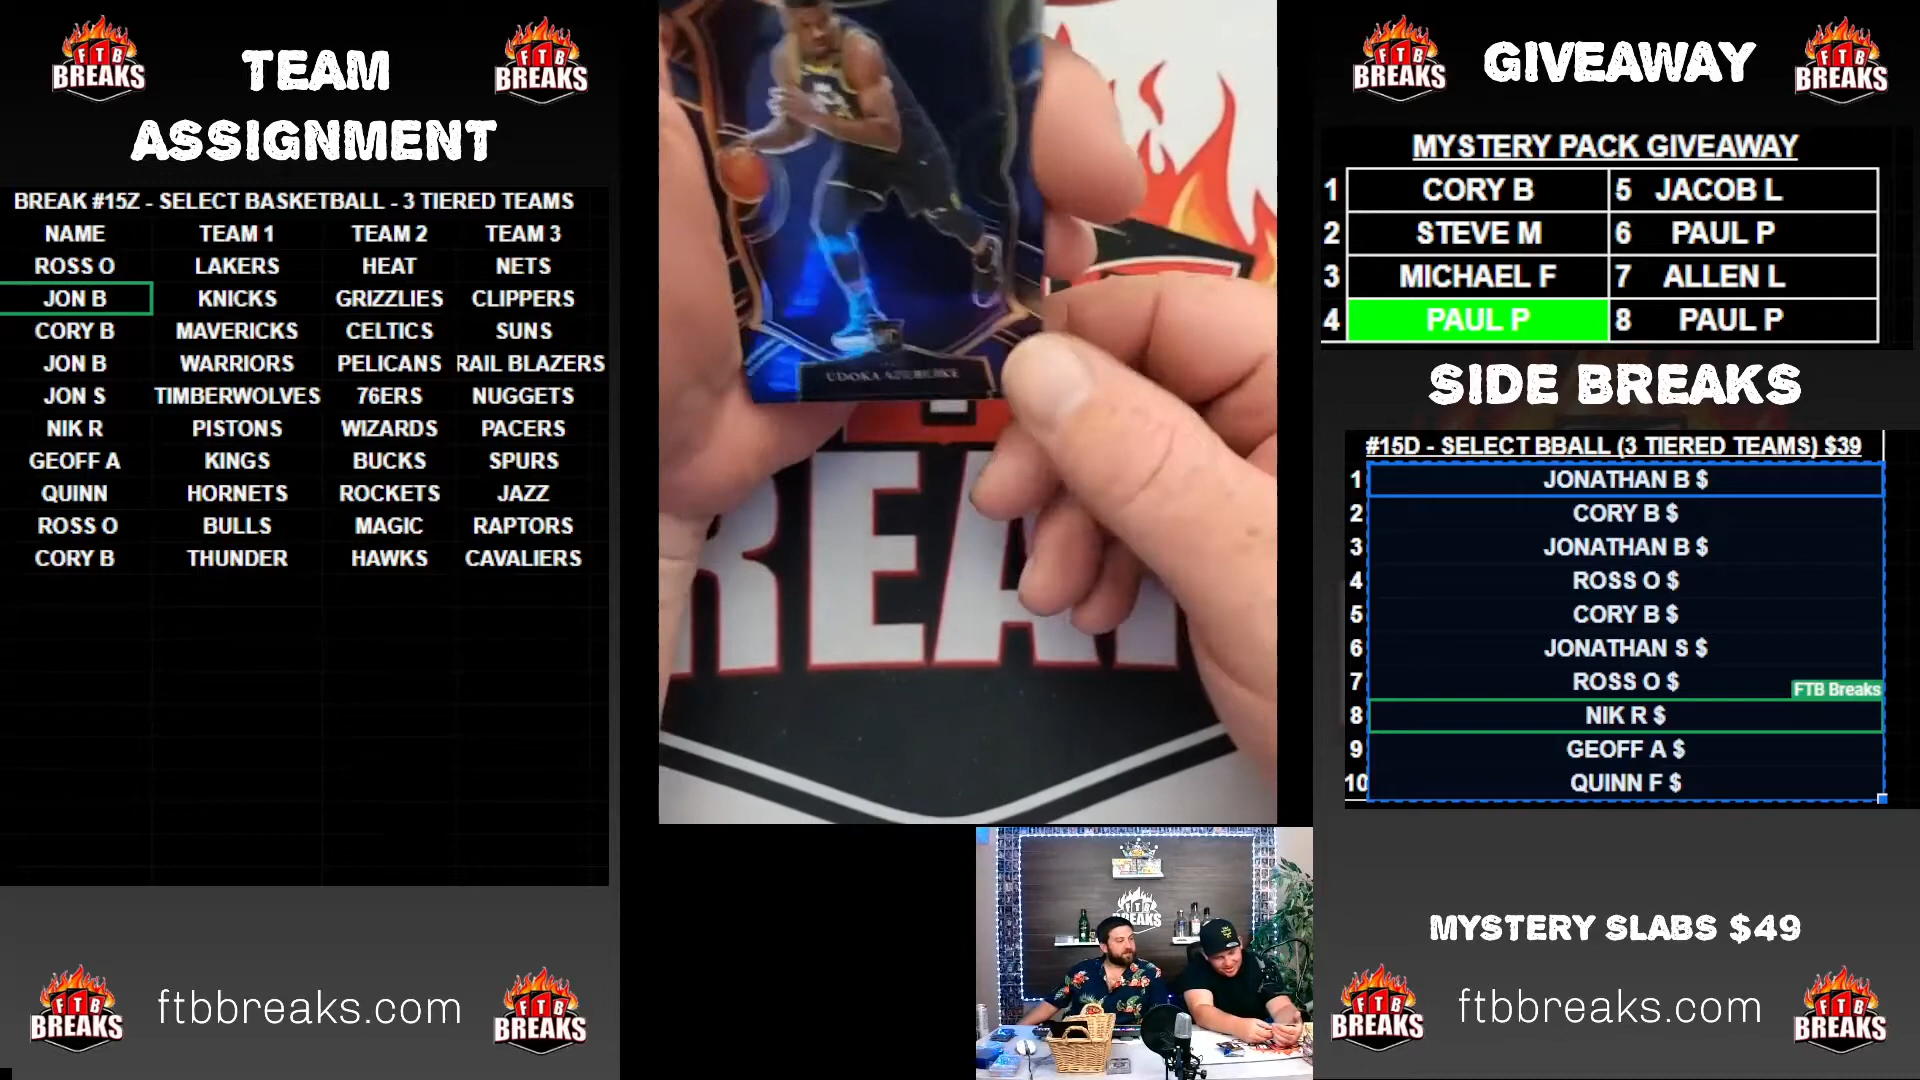 FTB
BREAKS
TEAM
ASSIGNMENT
FTB
BREAKS
BREAK #15Z - SELECT BASKETBALL - 3 TIERED TEAMS
NAME TEAM 1 TEAM 2 TEAM 3
ROSS O LAKERS HEAT NETS
JON B KNICKS GRIZZLIES CLIPPERS
CORY B MAVERICKS CELTICS SUNS
JON B WARRIORS PELICANS RAIL BLAZERS
JON S TIMBERWOLVES 76ERS NUGGETS
NIK R PISTONS WIZARDS PACERS
GEOFF A KINGS BUCKS SPURS
QUINN HORNETS ROCKETS JAZZ
ROSS O BULLS MAGIC RAPTORS
CORY B THUNDER HAWKS CAVALIERS
FTB
BREAKS
ftbbreaks.com
FTB
BREAKS
UDOKA AZUBUIKE
REAK
FTB
BREAKS
FTB
BREAKS
GIVEAWAY
FTB
BREAKS
MYSTERY PACK GIVEAWAY
1 CORY B 5 JACOB L
2 STEVE M 6 PAUL P
3 MICHAEL F 7 ALLEN L
4 PAUL P 8 PAUL P
SIDE BREAKS
#15D - SELECT BBALL (3 TIERED TEAMS) $39
1 JONATHAN B $
2 CORY B $
3 JONATHAN B $
4 ROSS O $
5 CORY B $
6 JONATHAN S $
7 ROSS O $
FTB Breaks
8 NIK R $
9 GEOFF A $
10 QUINN F $
MYSTERY SLABS $49
FTB
BREAKS
ftbbreaks.com
FTB
BREAKS